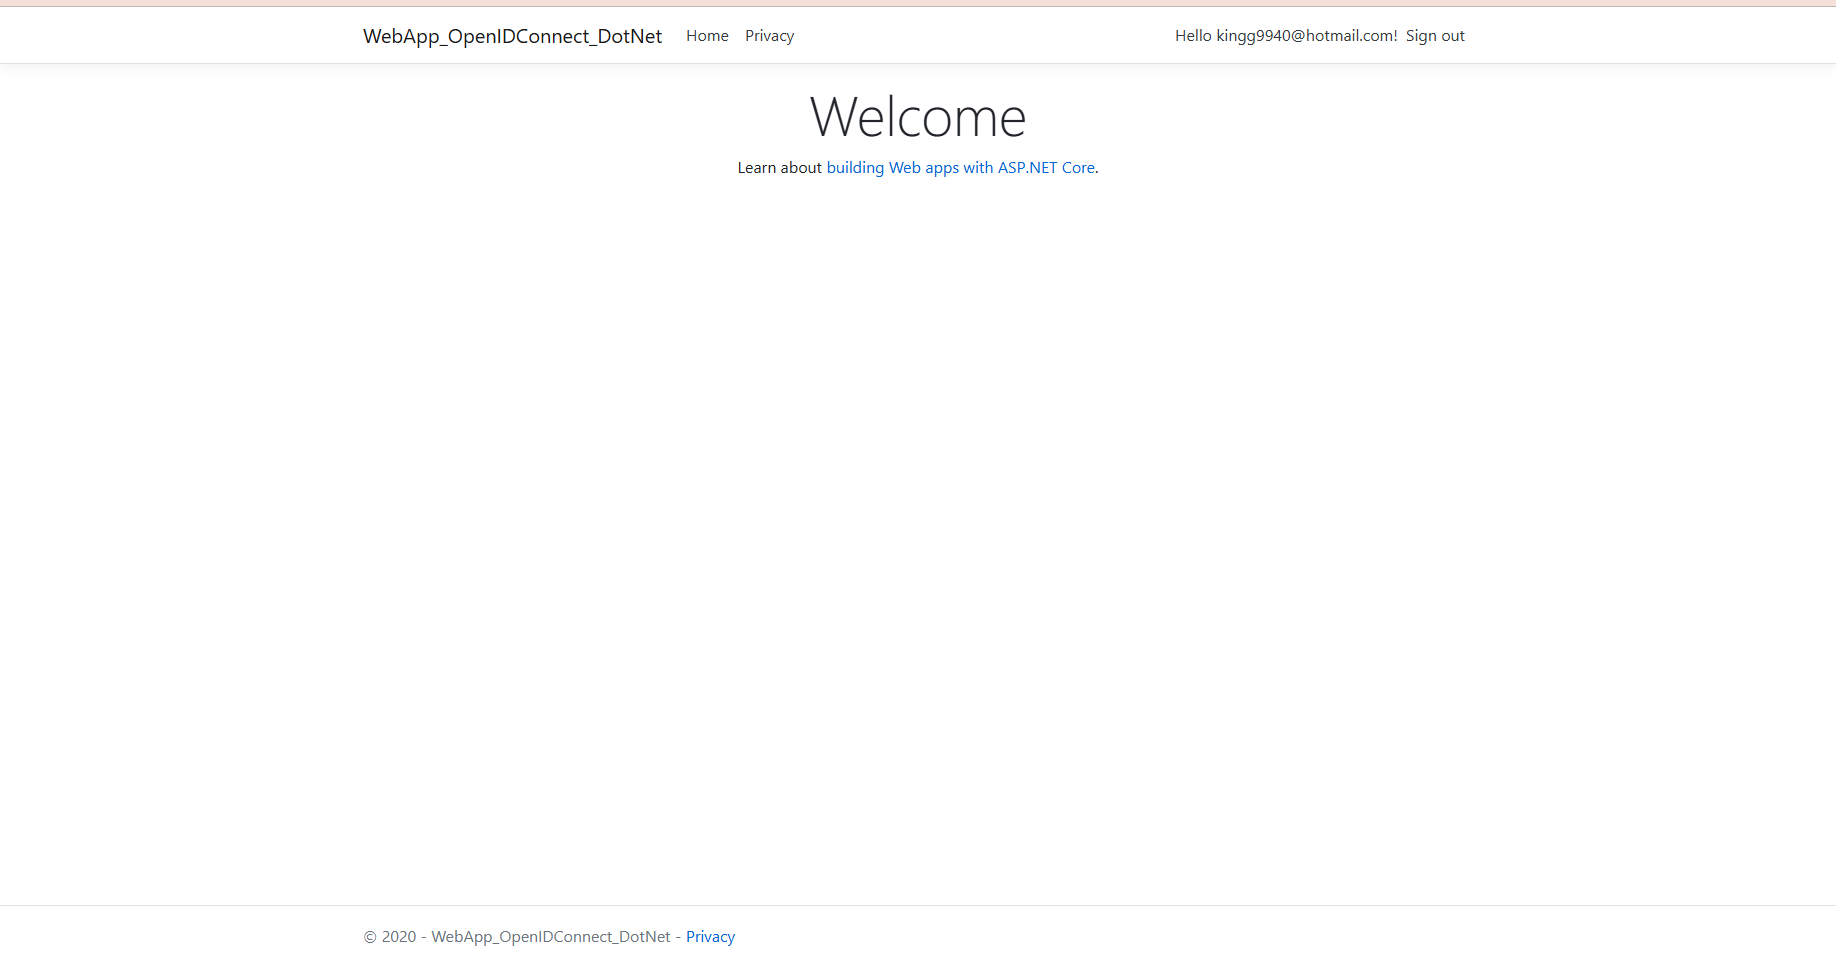 WebApp_OpenIDConnect_DotNet Home Privacy Hello kingg9940@hotmail.com! Sign out
Welcome
Learn about building Web apps with ASP.NET Core.
© 2020 - WebApp_OpenIDConnect_DotNet - Privacy